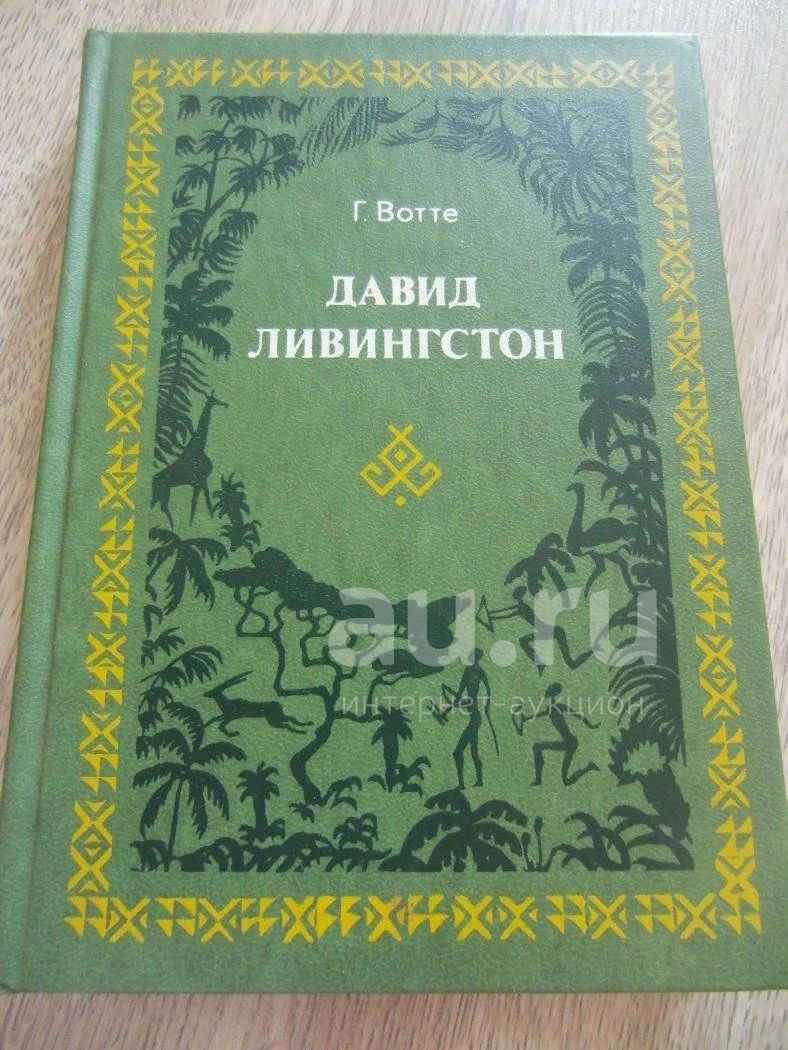 Г. Вотте
ДАВИД
ЛИВИНГСТОН
au.ru
интернет-аукцион